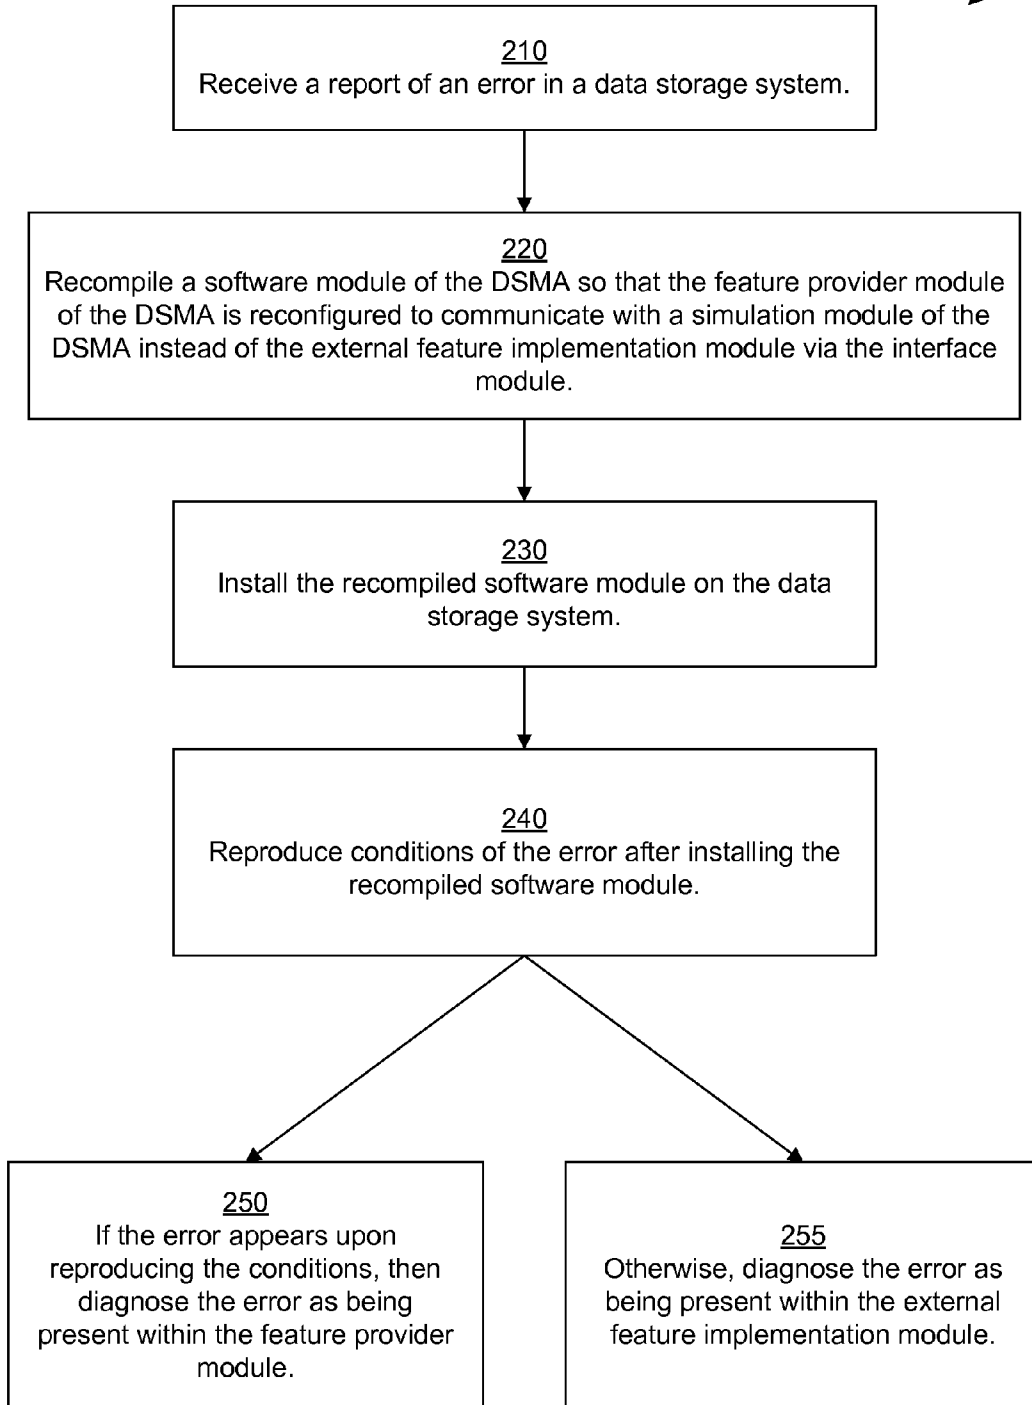 210
Receive a report of an error in a data storage system.
220
Recompile a software module of the DSMA so that the feature provider module
of the DSMA is reconfigured to communicate with a simulation module of the
DSMA instead of the external feature implementation module via the interface
module.
230
Install the recompiled software module on the data
storage system.
240
Reproduce conditions of the error after installing the
recompiled software module.
250
If the error appears upon
reproducing the conditions, then
diagnose the error as being
present within the feature provider
module.
255
Otherwise, diagnose the error as
being present within the external
feature implementation module.